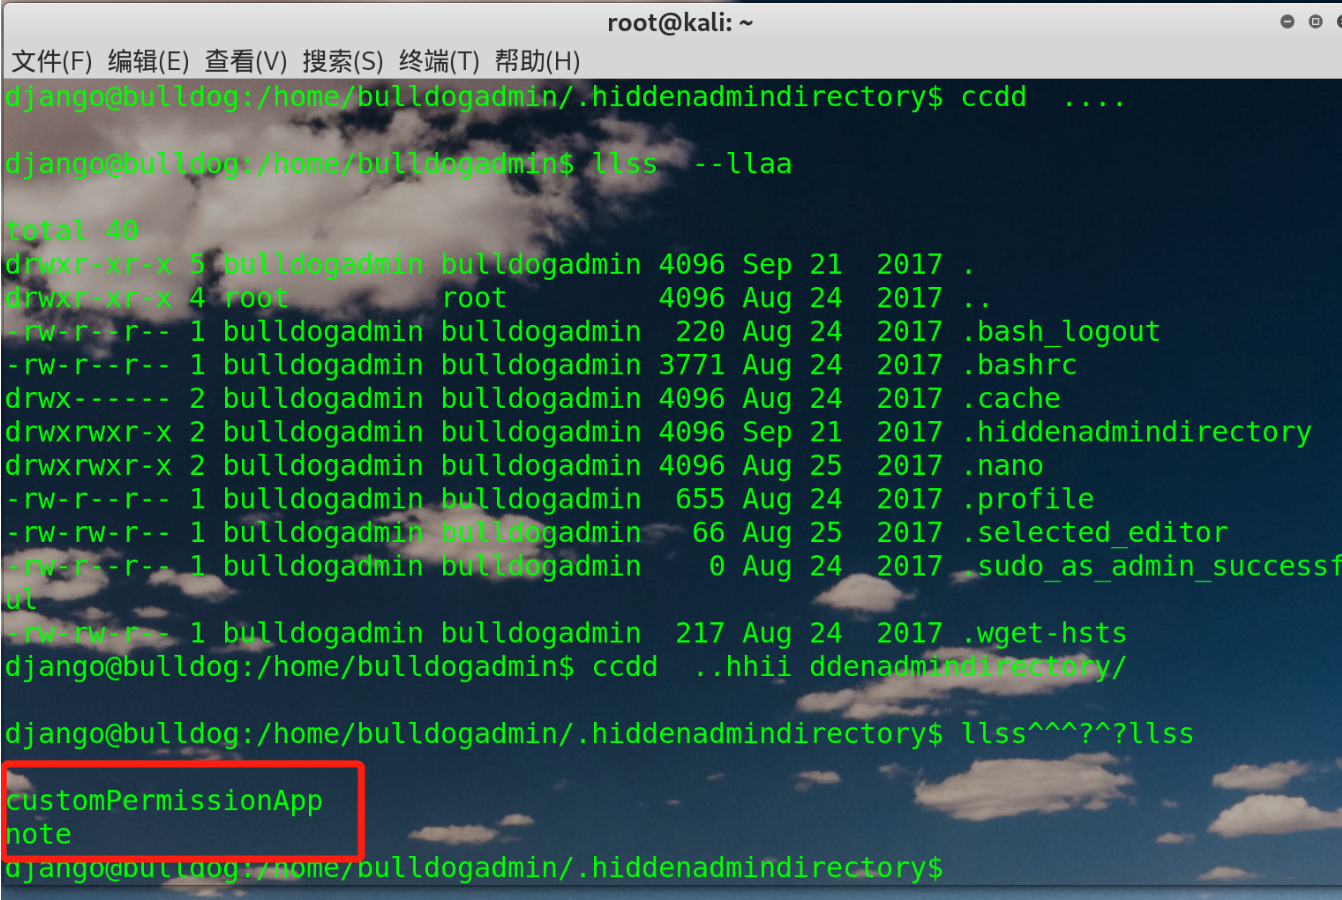 root@kali: ~
文件(F) 编辑(E) 查看(V) 搜索(S) 终端(T) 帮助(H)
django@bulldog:/home/bulldogadmin/.hiddenadmindirectory$ ccdd  ....
django@bulldog:/home/bulldogadmin$ llss  --llaa
total 40
drwxr-xr-x 5 bulldogadmin bulldogadmin 4096 Sep 21  2017 .
drwxr-xr-x 4 root         root         4096 Aug 24  2017 ..
-rw-r--r-- 1 bulldogadmin bulldogadmin  220 Aug 24  2017 .bash_logout
-rw-r--r-- 1 bulldogadmin bulldogadmin 3771 Aug 24  2017 .bashrc
drwx------ 2 bulldogadmin bulldogadmin 4096 Aug 24  2017 .cache
drwxrwxr-x 2 bulldogadmin bulldogadmin 4096 Sep 21  2017 .hiddenadmindirectory
drwxrwxr-x 2 bulldogadmin bulldogadmin 4096 Aug 25  2017 .nano
-rw-r--r-- 1 bulldogadmin bulldogadmin  655 Aug 24  2017 .profile
-rw-rw-r-- 1 bulldogadmin bulldogadmin   66 Aug 25  2017 .selected_editor
-rw-r--r-- 1 bulldogadmin bulldogadmin    0 Aug 24  2017 .sudo_as_admin_successf
ul
-rw-rw-r-- 1 bulldogadmin bulldogadmin  217 Aug 24  2017 .wget-hsts
django@bulldog:/home/bulldogadmin$ ccdd  ..hhii ddenadmindirectory/
django@bulldog:/home/bulldogadmin/.hiddenadmindirectory$ llss^^^?^?llss
customPermissionApp
note
django@bulldog:/home/bulldogadmin/.hiddenadmindirectory$